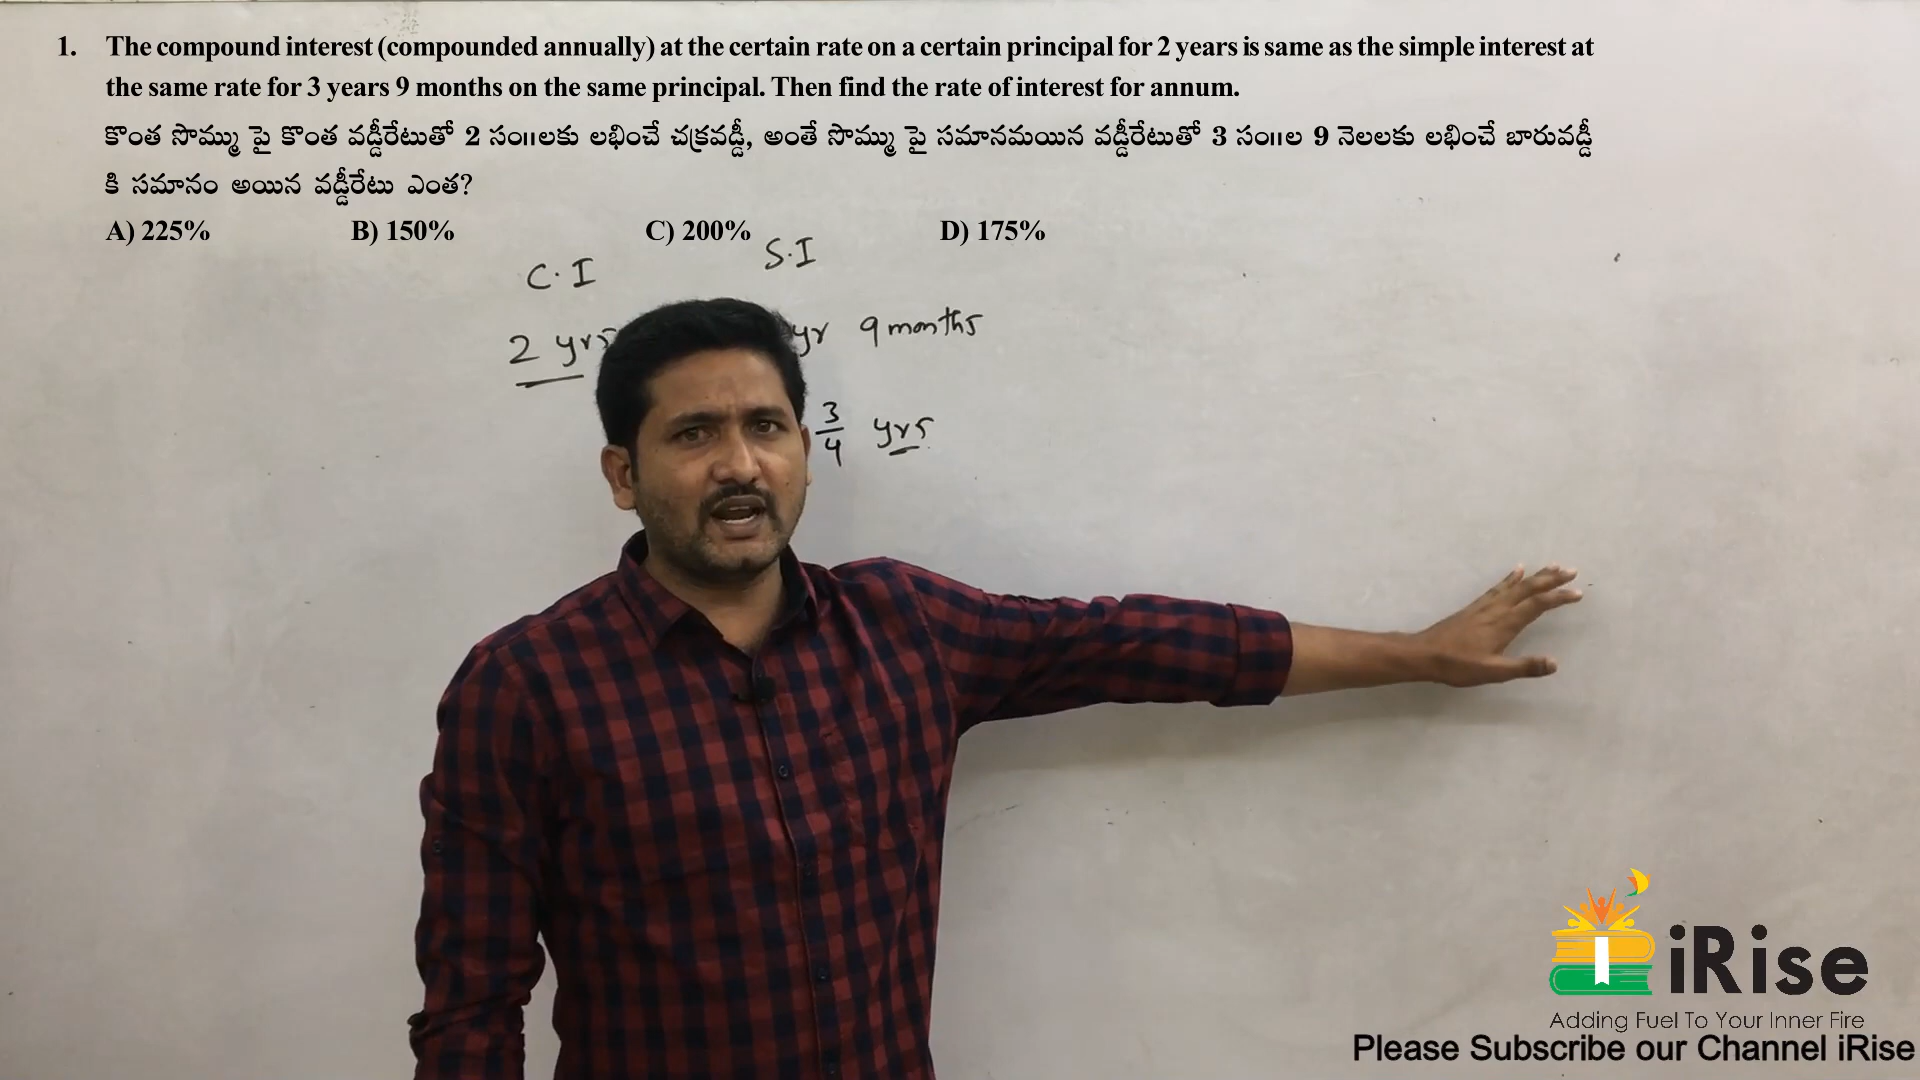 1. The compound interest (compounded annually) at the certain rate on a certain principal for 2 years is same as the simple interest at
the same rate for 3 years 9 months on the same principal. Then find the rate of interest for annum.
కొంత సొమ్ము పై కొంత వడ్డీరేటుతో 2 సం॥లకు లభించే చక్రవడ్డీ, అంతే సొమ్ము పై సమానమయిన వడ్డీరేటుతో 3 సం॥ల 9 నెలలకు లభించే బారువడ్డీ
కి సమానం అయిన వడ్డీరేటు ఎంత?
A) 225% B) 150% C) 200% D) 175%
C.I S.I
2 yrs yr 9 months
3/4 yrs
iRise
Adding Fuel To Your Inner Fire
Please Subscribe our Channel iRise